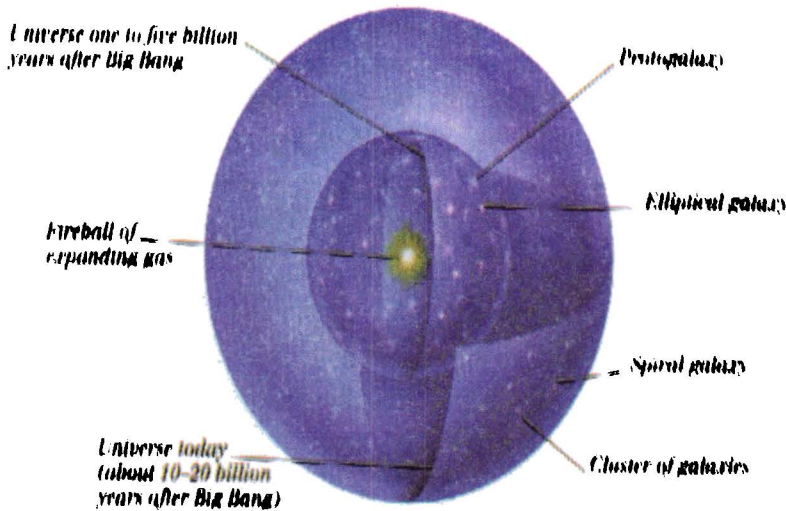 Universe one to five billion
years after Big Bang
Protogalaxy
Elliptical galaxy
Fireball of
expanding gas
Spiral galaxy
Universe today
(about 10–20 billion
years after Big Bang)
Cluster of galaxies